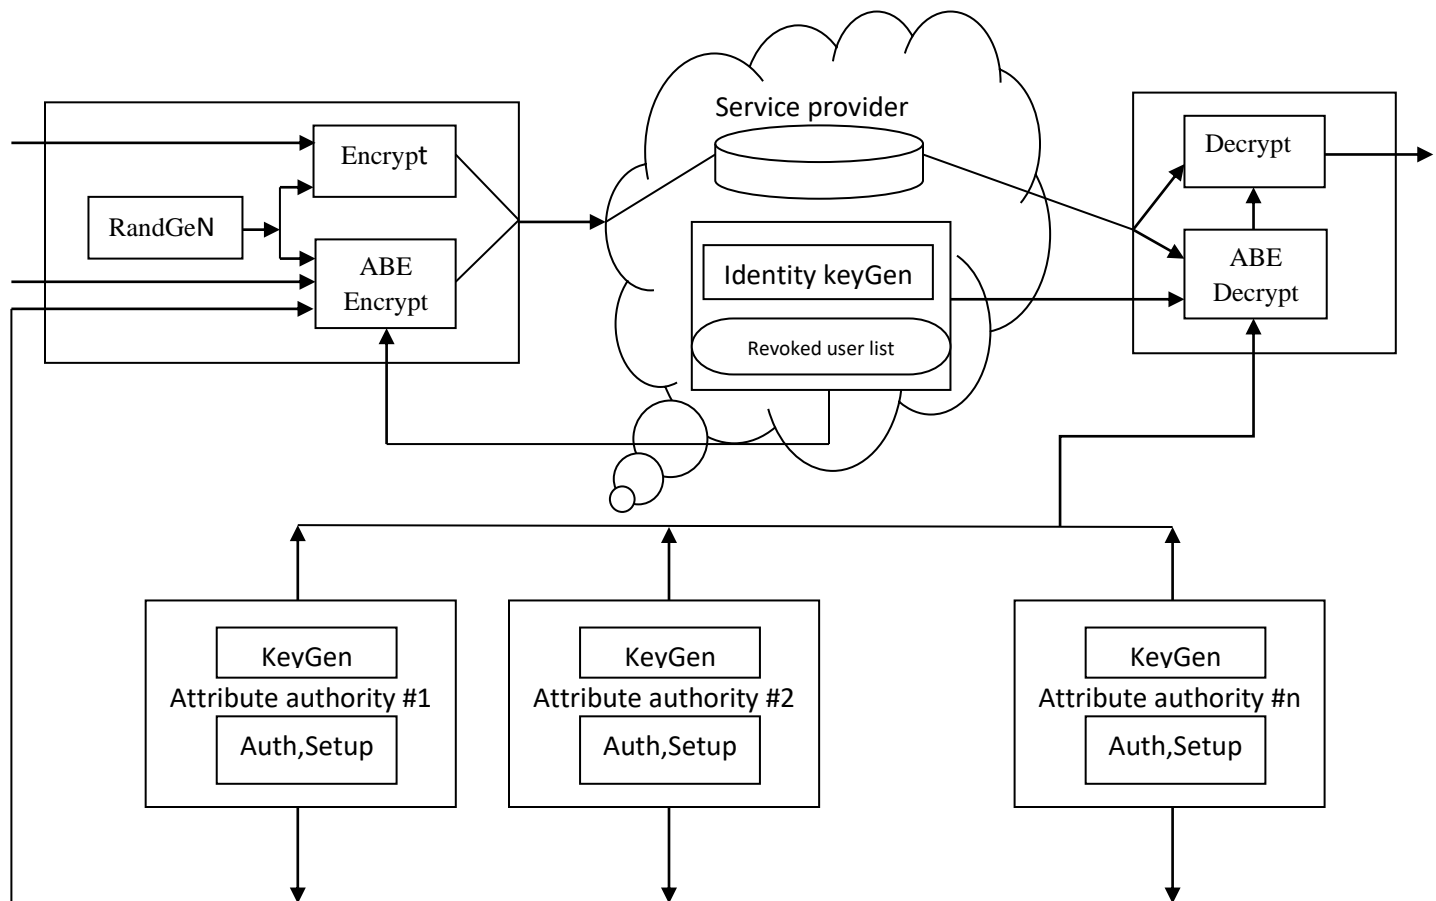 Service provider
Encrypt
Decrypt
RandGeN
ABE
Encrypt
Identity keyGen
ABE
Decrypt
Revoked user list
KeyGen
Attribute authority #1
Auth,Setup
KeyGen
Attribute authority #2
Auth,Setup
KeyGen
Attribute authority #n
Auth,Setup